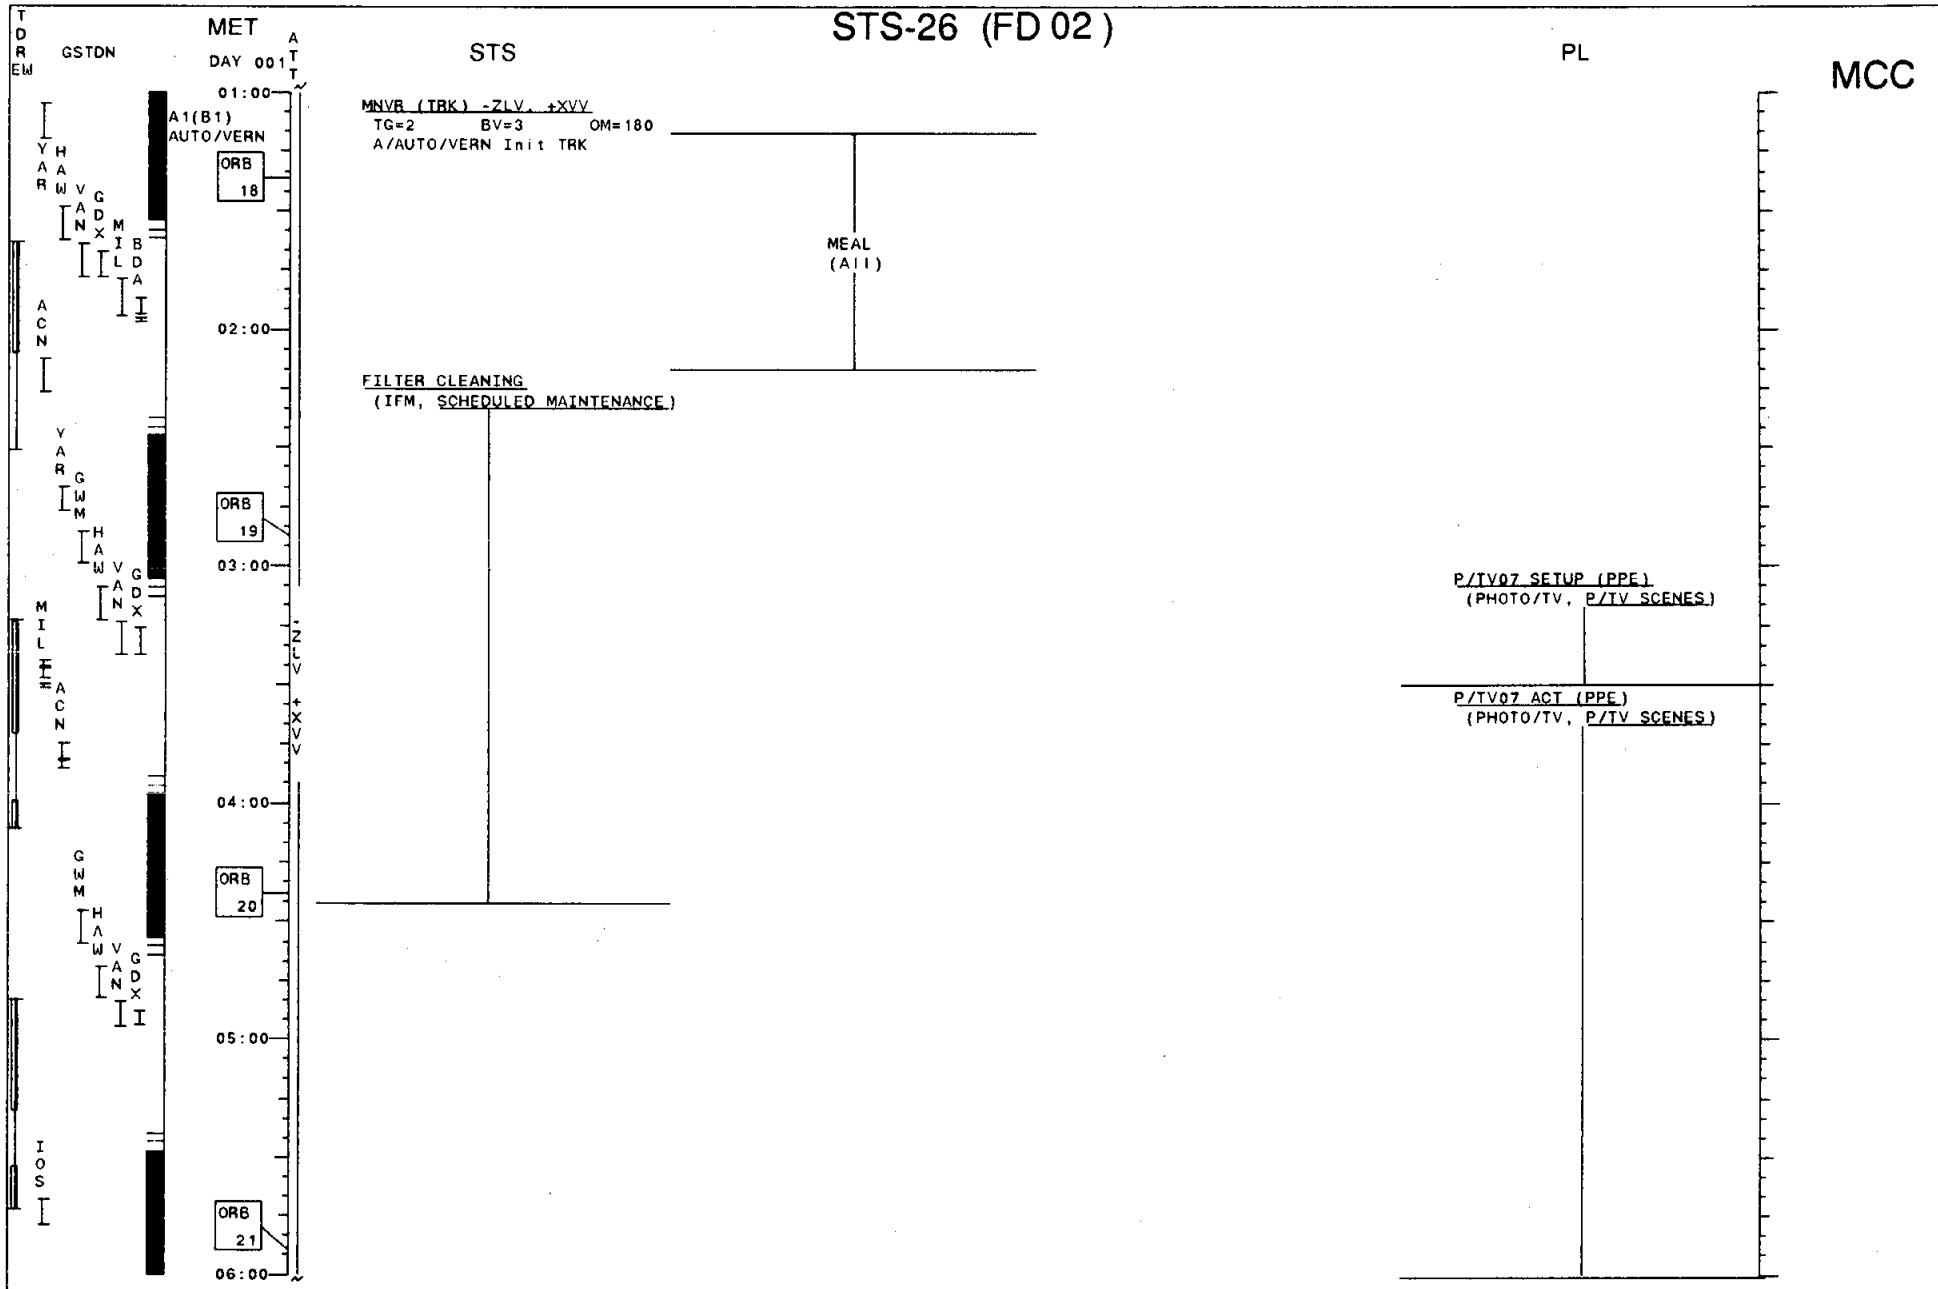 STS-26 (FD 02)
TDRE W
GSTDN
MET
DAY 001
ATT
STS
PL
MCC
01:00
A1(B1)
AUTO/VERN
MNVR (TRK) -ZLV, +XVV
TG=2 BV=3 OM=180
A/AUTO/VERN Init TRK
YAR
HAW
VAN
GDX
MIL
BDA
ORB
18
MEAL
(All)
ACN
02:00
FILTER CLEANING
(IFM, SCHEDULED MAINTENANCE)
YAR
GWM
HAW
VAN
GDX
ORB
19
03:00
P/TV07 SETUP (PPE)
(PHOTO/TV, P/TV SCENES)
MIL
ACN
-ZLV +XVV
P/TV07 ACT (PPE)
(PHOTO/TV, P/TV SCENES)
04:00
GWM
HAW
VAN
GDX
ORB
20
05:00
IOS
ORB
21
06:00